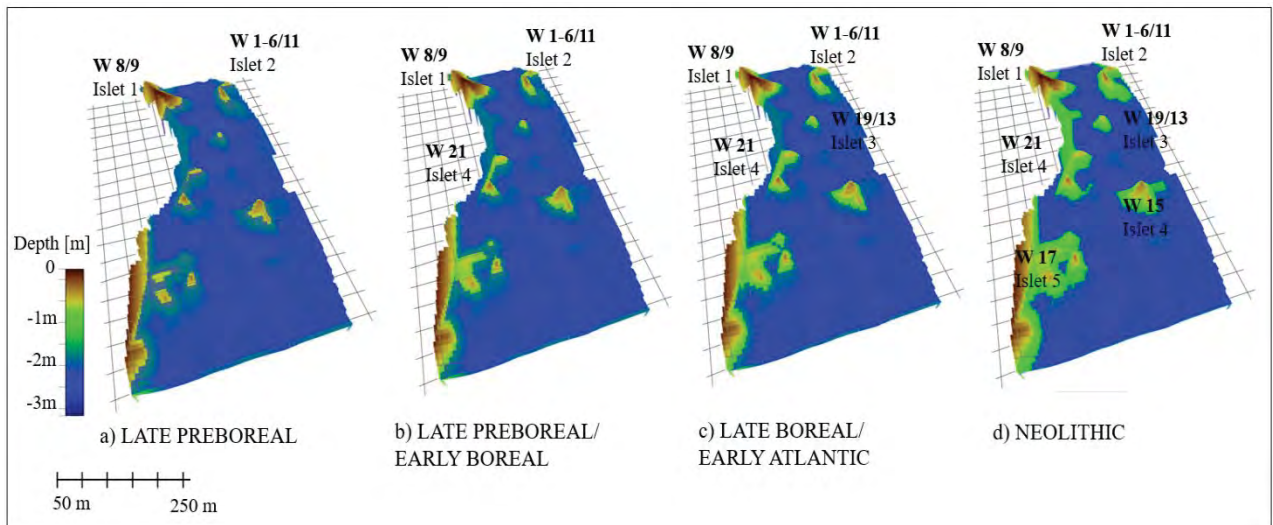 W 8/9
Islet 1
W 1-6/11
Islet 2
Depth [m]
0
-1m
-2m
-3m
a) LATE PREBOREAL
50 m 250 m
W 8/9
Islet 1
W 1-6/11
Islet 2
W 21
Islet 4
b) LATE PREBOREAL/
EARLY BOREAL
W 8/9
Islet 1
W 1-6/11
Islet 2
W 19/13
Islet 3
W 21
Islet 4
c) LATE BOREAL/
EARLY ATLANTIC
W 8/9
Islet 1
W 1-6/11
Islet 2
W 19/13
Islet 3
W 21
Islet 4
W 15
Islet 4
W 17
Islet 5
d) NEOLITHIC